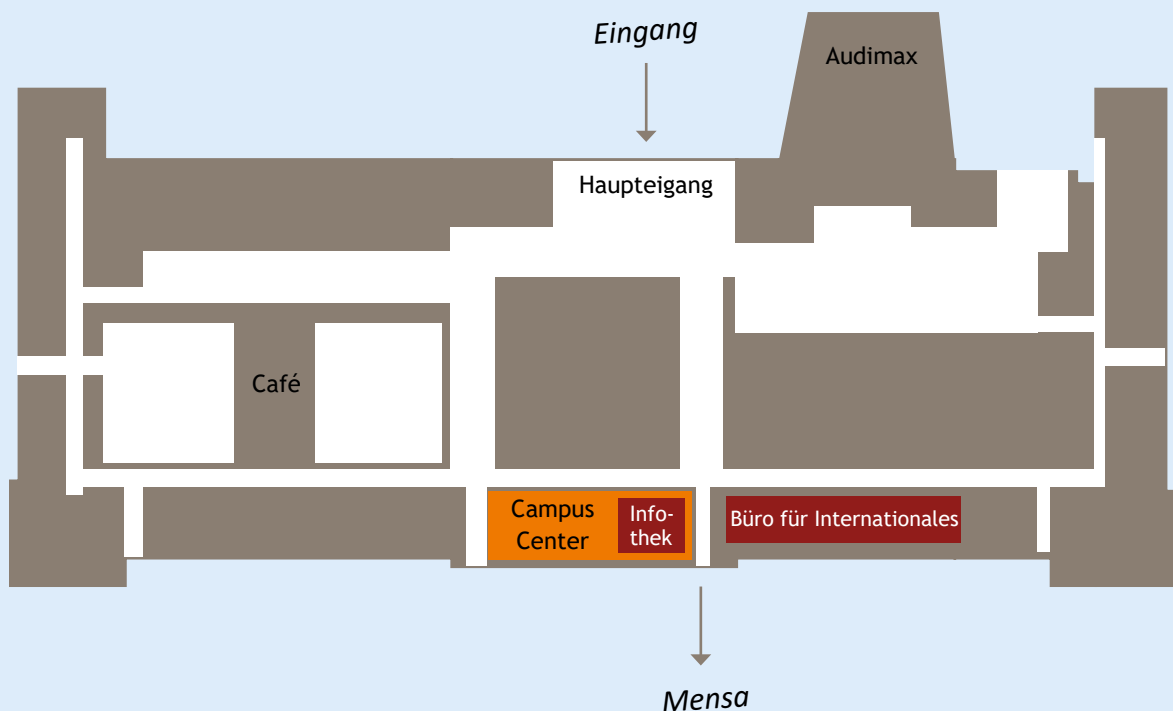 Eingang
Audimax
Haupteigang
Café
Campus
Center
Info-
thek
Büro für Internationales
Mensa